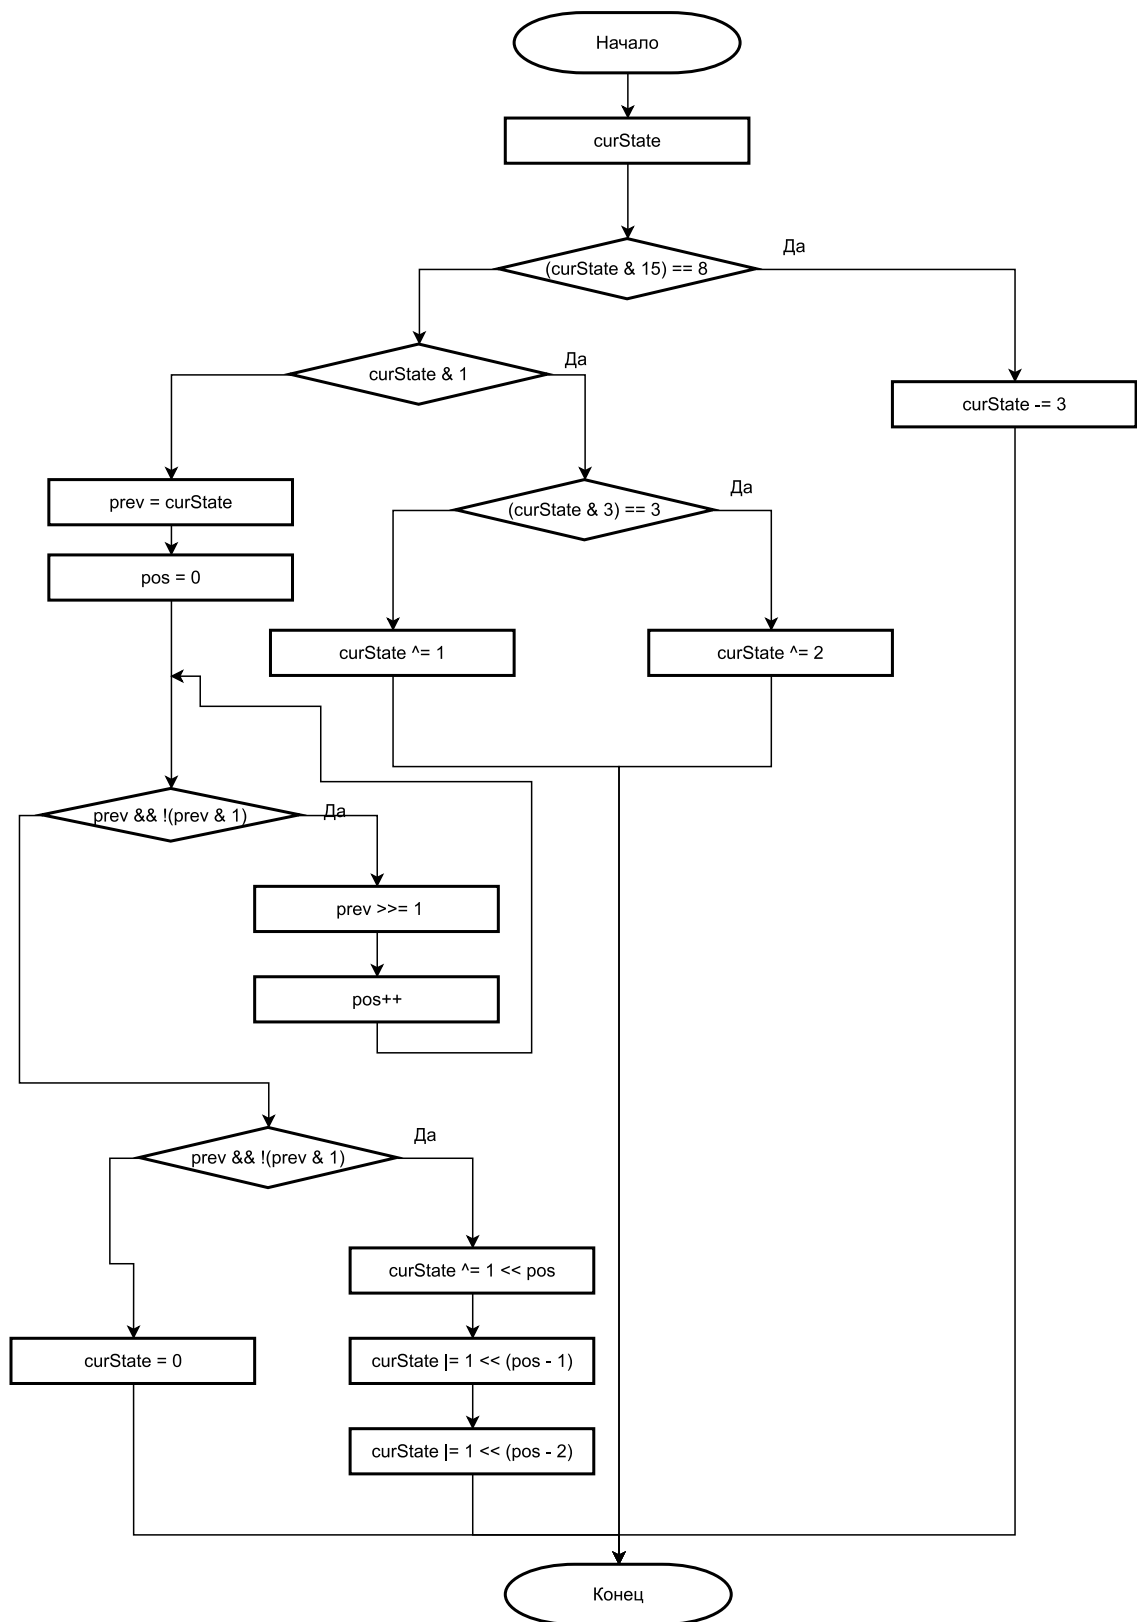 Начало
curState
(curState & 15) == 8
Да
curState & 1
Да
curState -= 3
prev = curState
(curState & 3) == 3
Да
pos = 0
curState ^= 1
curState ^= 2
prev && !(prev & 1)
Да
prev >>= 1
pos++
prev && !(prev & 1)
Да
curState ^= 1 << pos
curState = 0
curState |= 1 << (pos - 1)
curState |= 1 << (pos - 2)
Конец